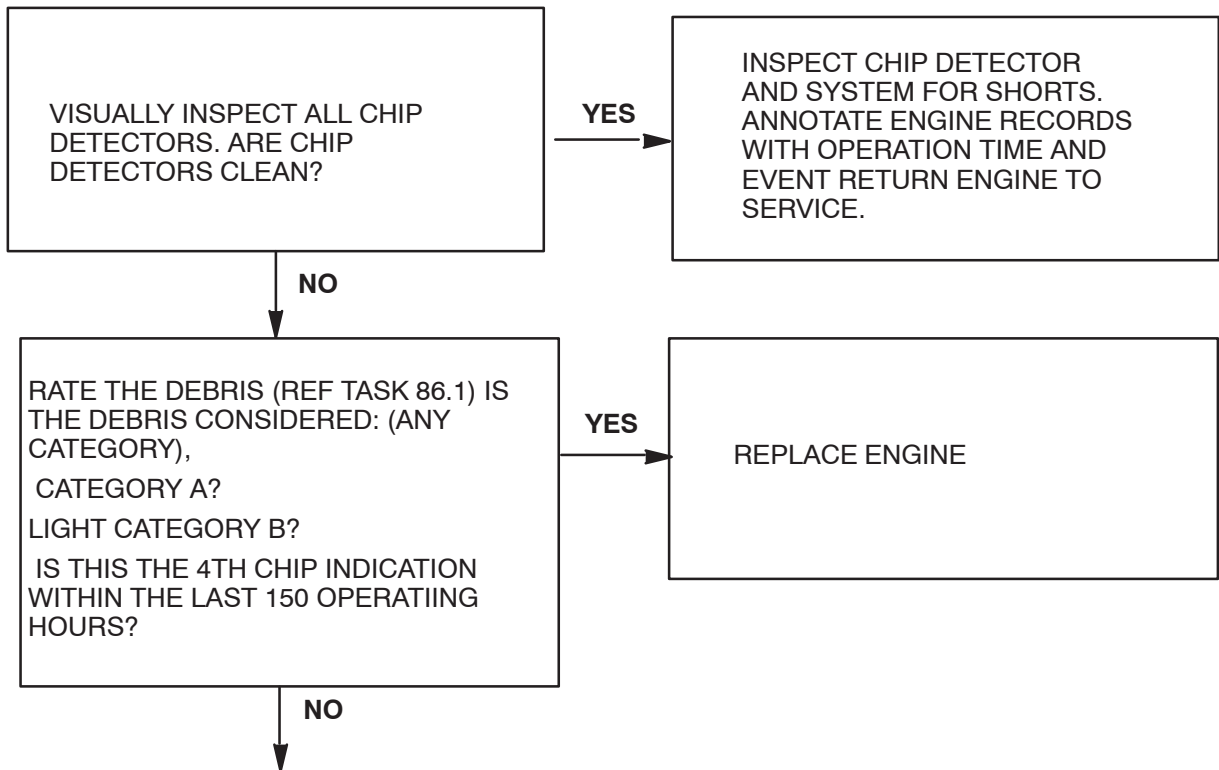 VISUALLY INSPECT ALL CHIP
DETECTORS. ARE CHIP
DETECTORS CLEAN?
YES
INSPECT CHIP DETECTOR
AND SYSTEM FOR SHORTS.
ANNOTATE ENGINE RECORDS
WITH OPERATION TIME AND
EVENT RETURN ENGINE TO
SERVICE.
NO
RATE THE DEBRIS (REF TASK 86.1) IS
THE DEBRIS CONSIDERED: (ANY
CATEGORY),
CATEGORY A?
LIGHT CATEGORY B?
IS THIS THE 4TH CHIP INDICATION
WITHIN THE LAST 150 OPERATIING
HOURS?
YES
REPLACE ENGINE
NO